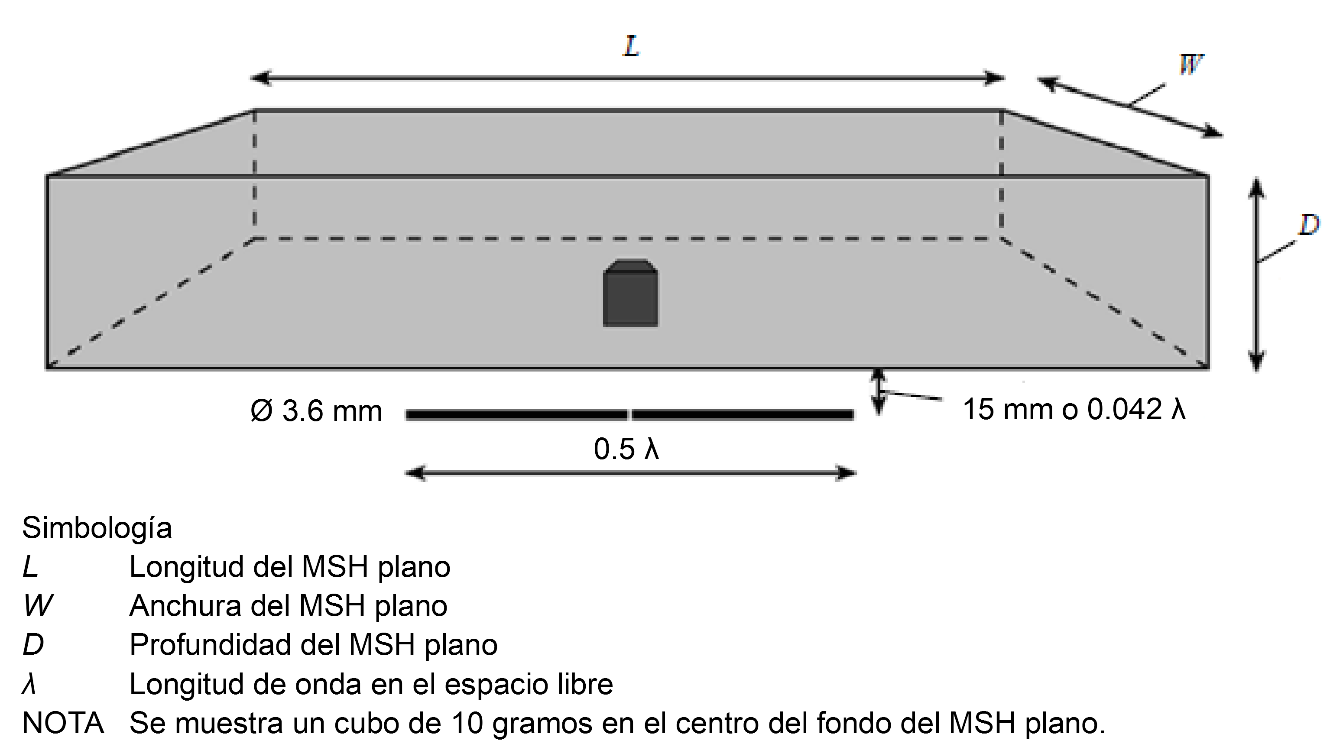 L
W
D
Ø 3.6 mm
15 mm o 0.042 λ
0.5 λ
Simbología
L Longitud del MSH plano
W Anchura del MSH plano
D Profundidad del MSH plano
λ Longitud de onda en el espacio libre
NOTA Se muestra un cubo de 10 gramos en el centro del fondo del MSH plano.